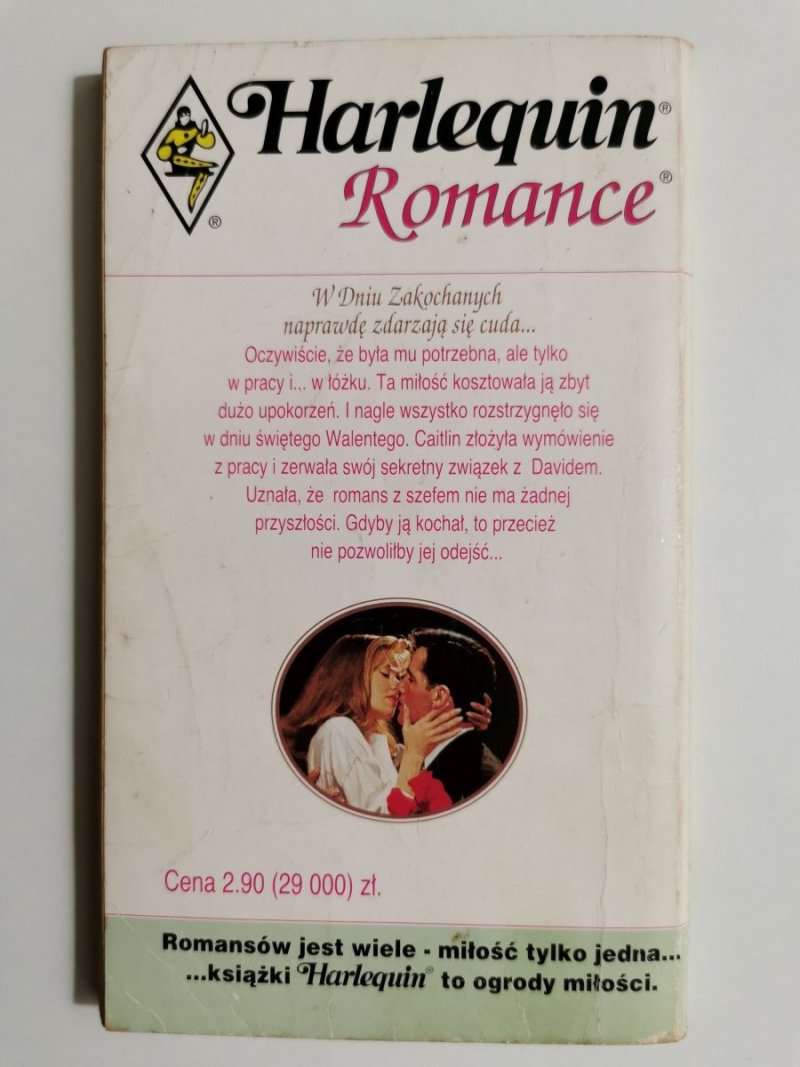 Harlequin®
Romance®
®
W Dniu Zakochanych
naprawdę zdarzają się cuda...
Oczywiście, że była mu potrzebna, ale tylko
w pracy i... w łóżku. Ta miłość kosztowała ją zbyt
dużo upokorzeń. I nagle wszystko rozstrzygnęło się
w dniu świętego Walentego. Caitlin złożyła wymówienie
z pracy i zerwała swój sekretny związek z Davidem.
Uznała, że romans z szefem nie ma żadnej
przyszłości. Gdyby ją kochał, to przecież
nie pozwoliłby jej odejść...
Cena 2.90 (29 000) zł.
Romansów jest wiele - miłość tylko jedna...
...książki Harlequin® to ogrody miłości.